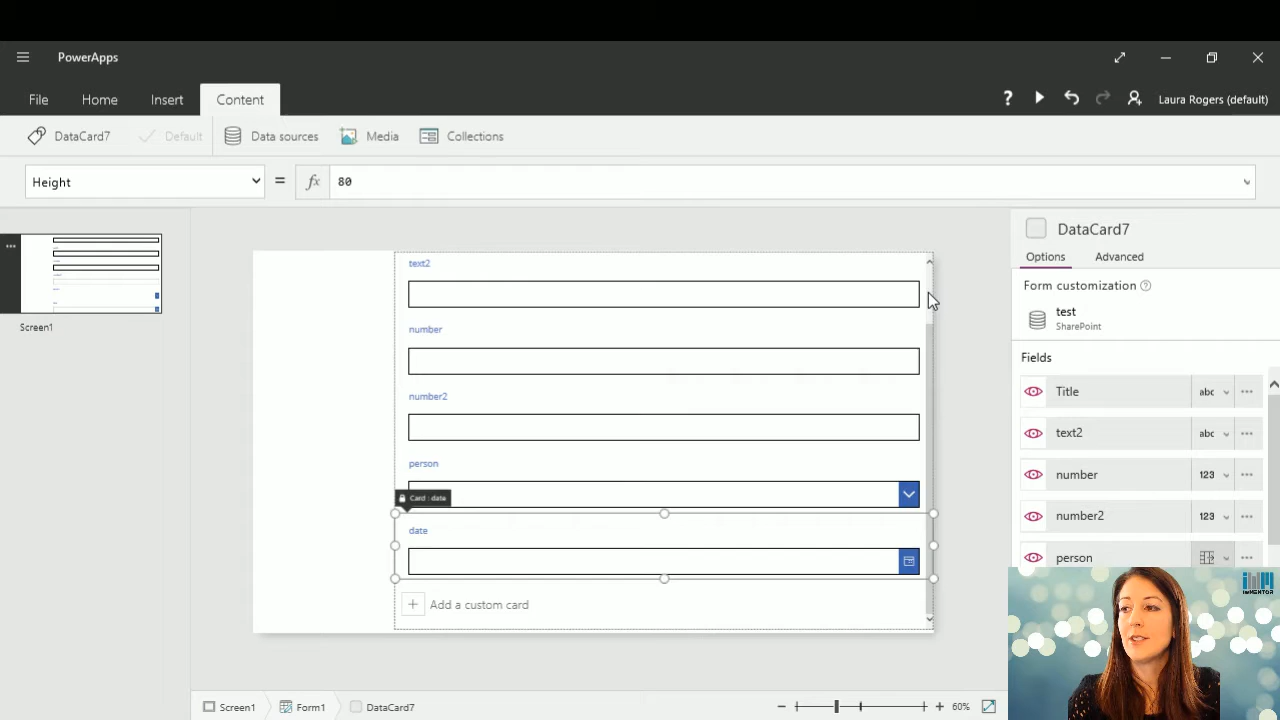 PowerApps
File Home Insert Content
? Laura Rogers (default)
DataCard7 Default Data sources Media Collections
Height = fx 80
Screen1
text2
number
number2
person
Card : date
date
Add a custom card
DataCard7
Options Advanced
Form customization ?
test
SharePoint
Fields
Title abc
text2 abc
number 123
number2 123
person
Screen1 Form1 DataCard7
60%